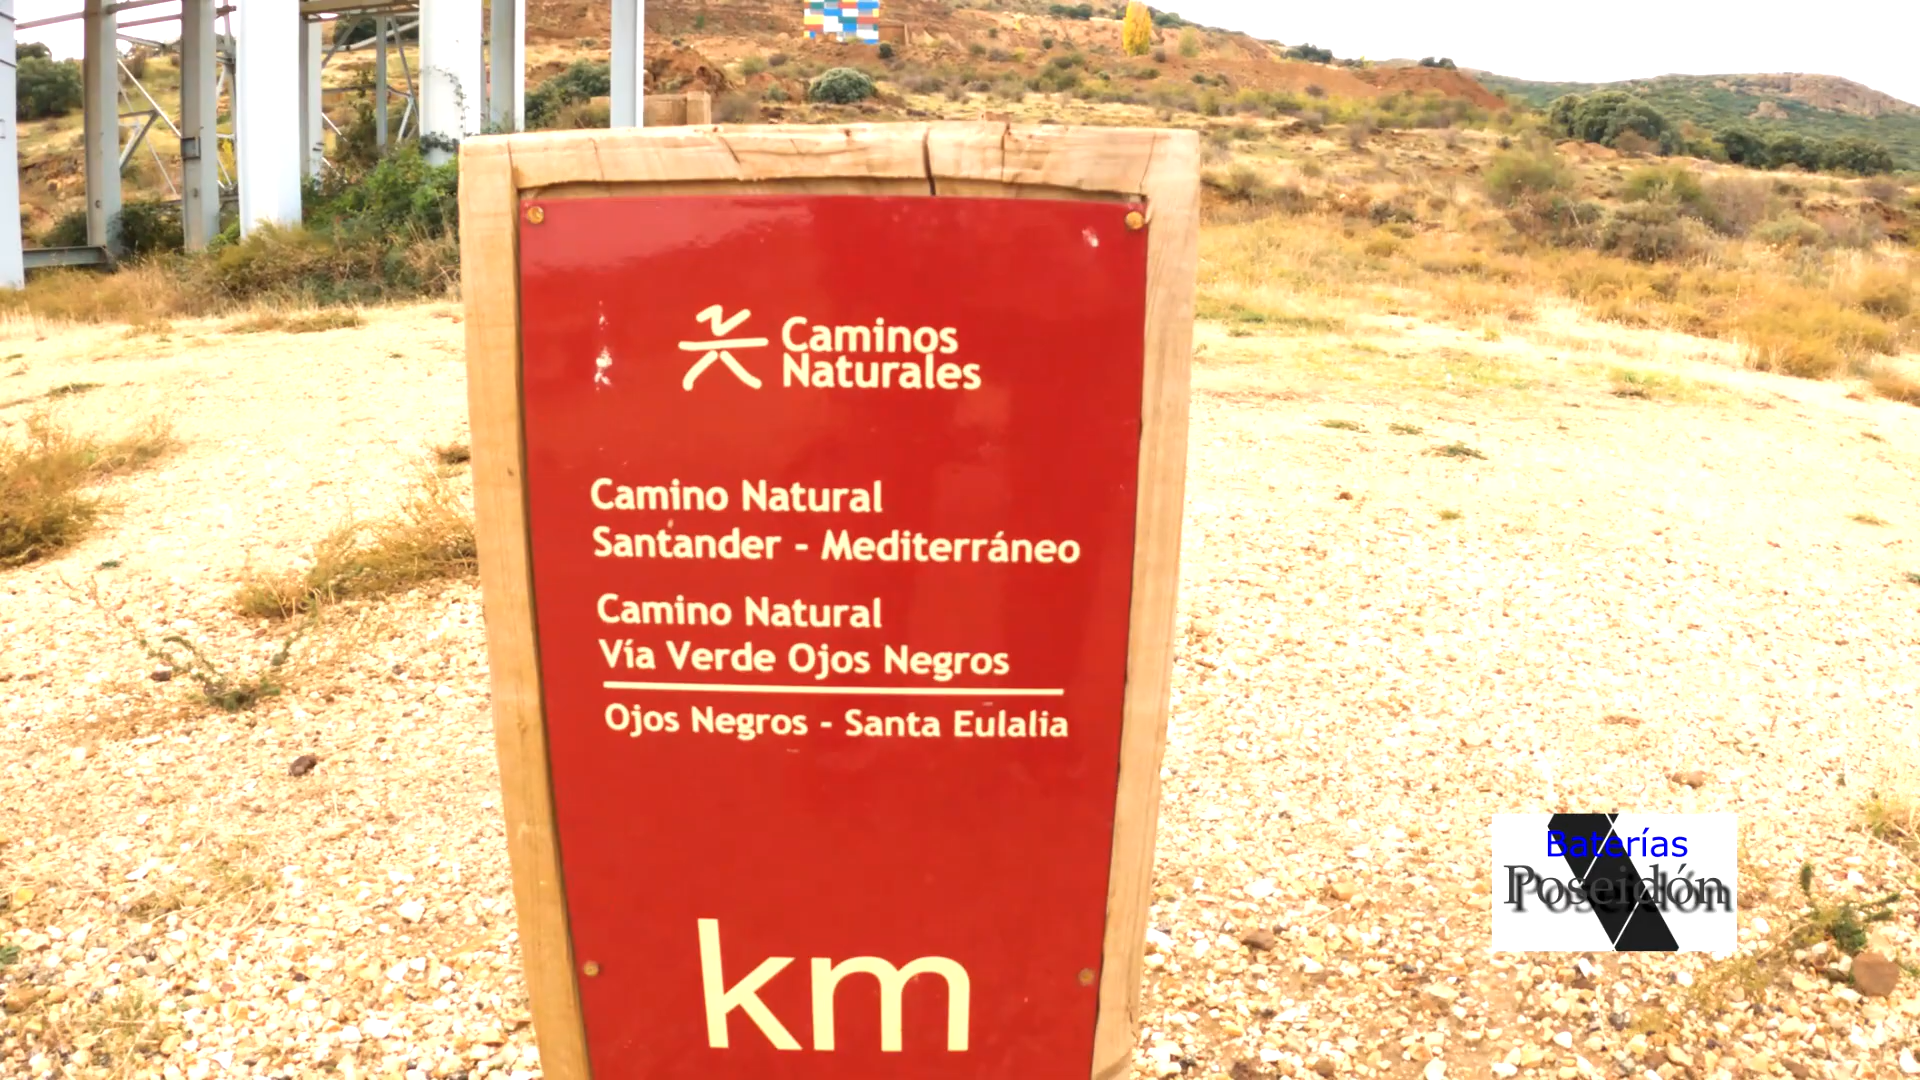 Caminos
Naturales
Camino Natural
Santander - Mediterráneo
Camino Natural
Vía Verde Ojos Negros
Ojos Negros - Santa Eulalia
km
Baterías
Poseidón